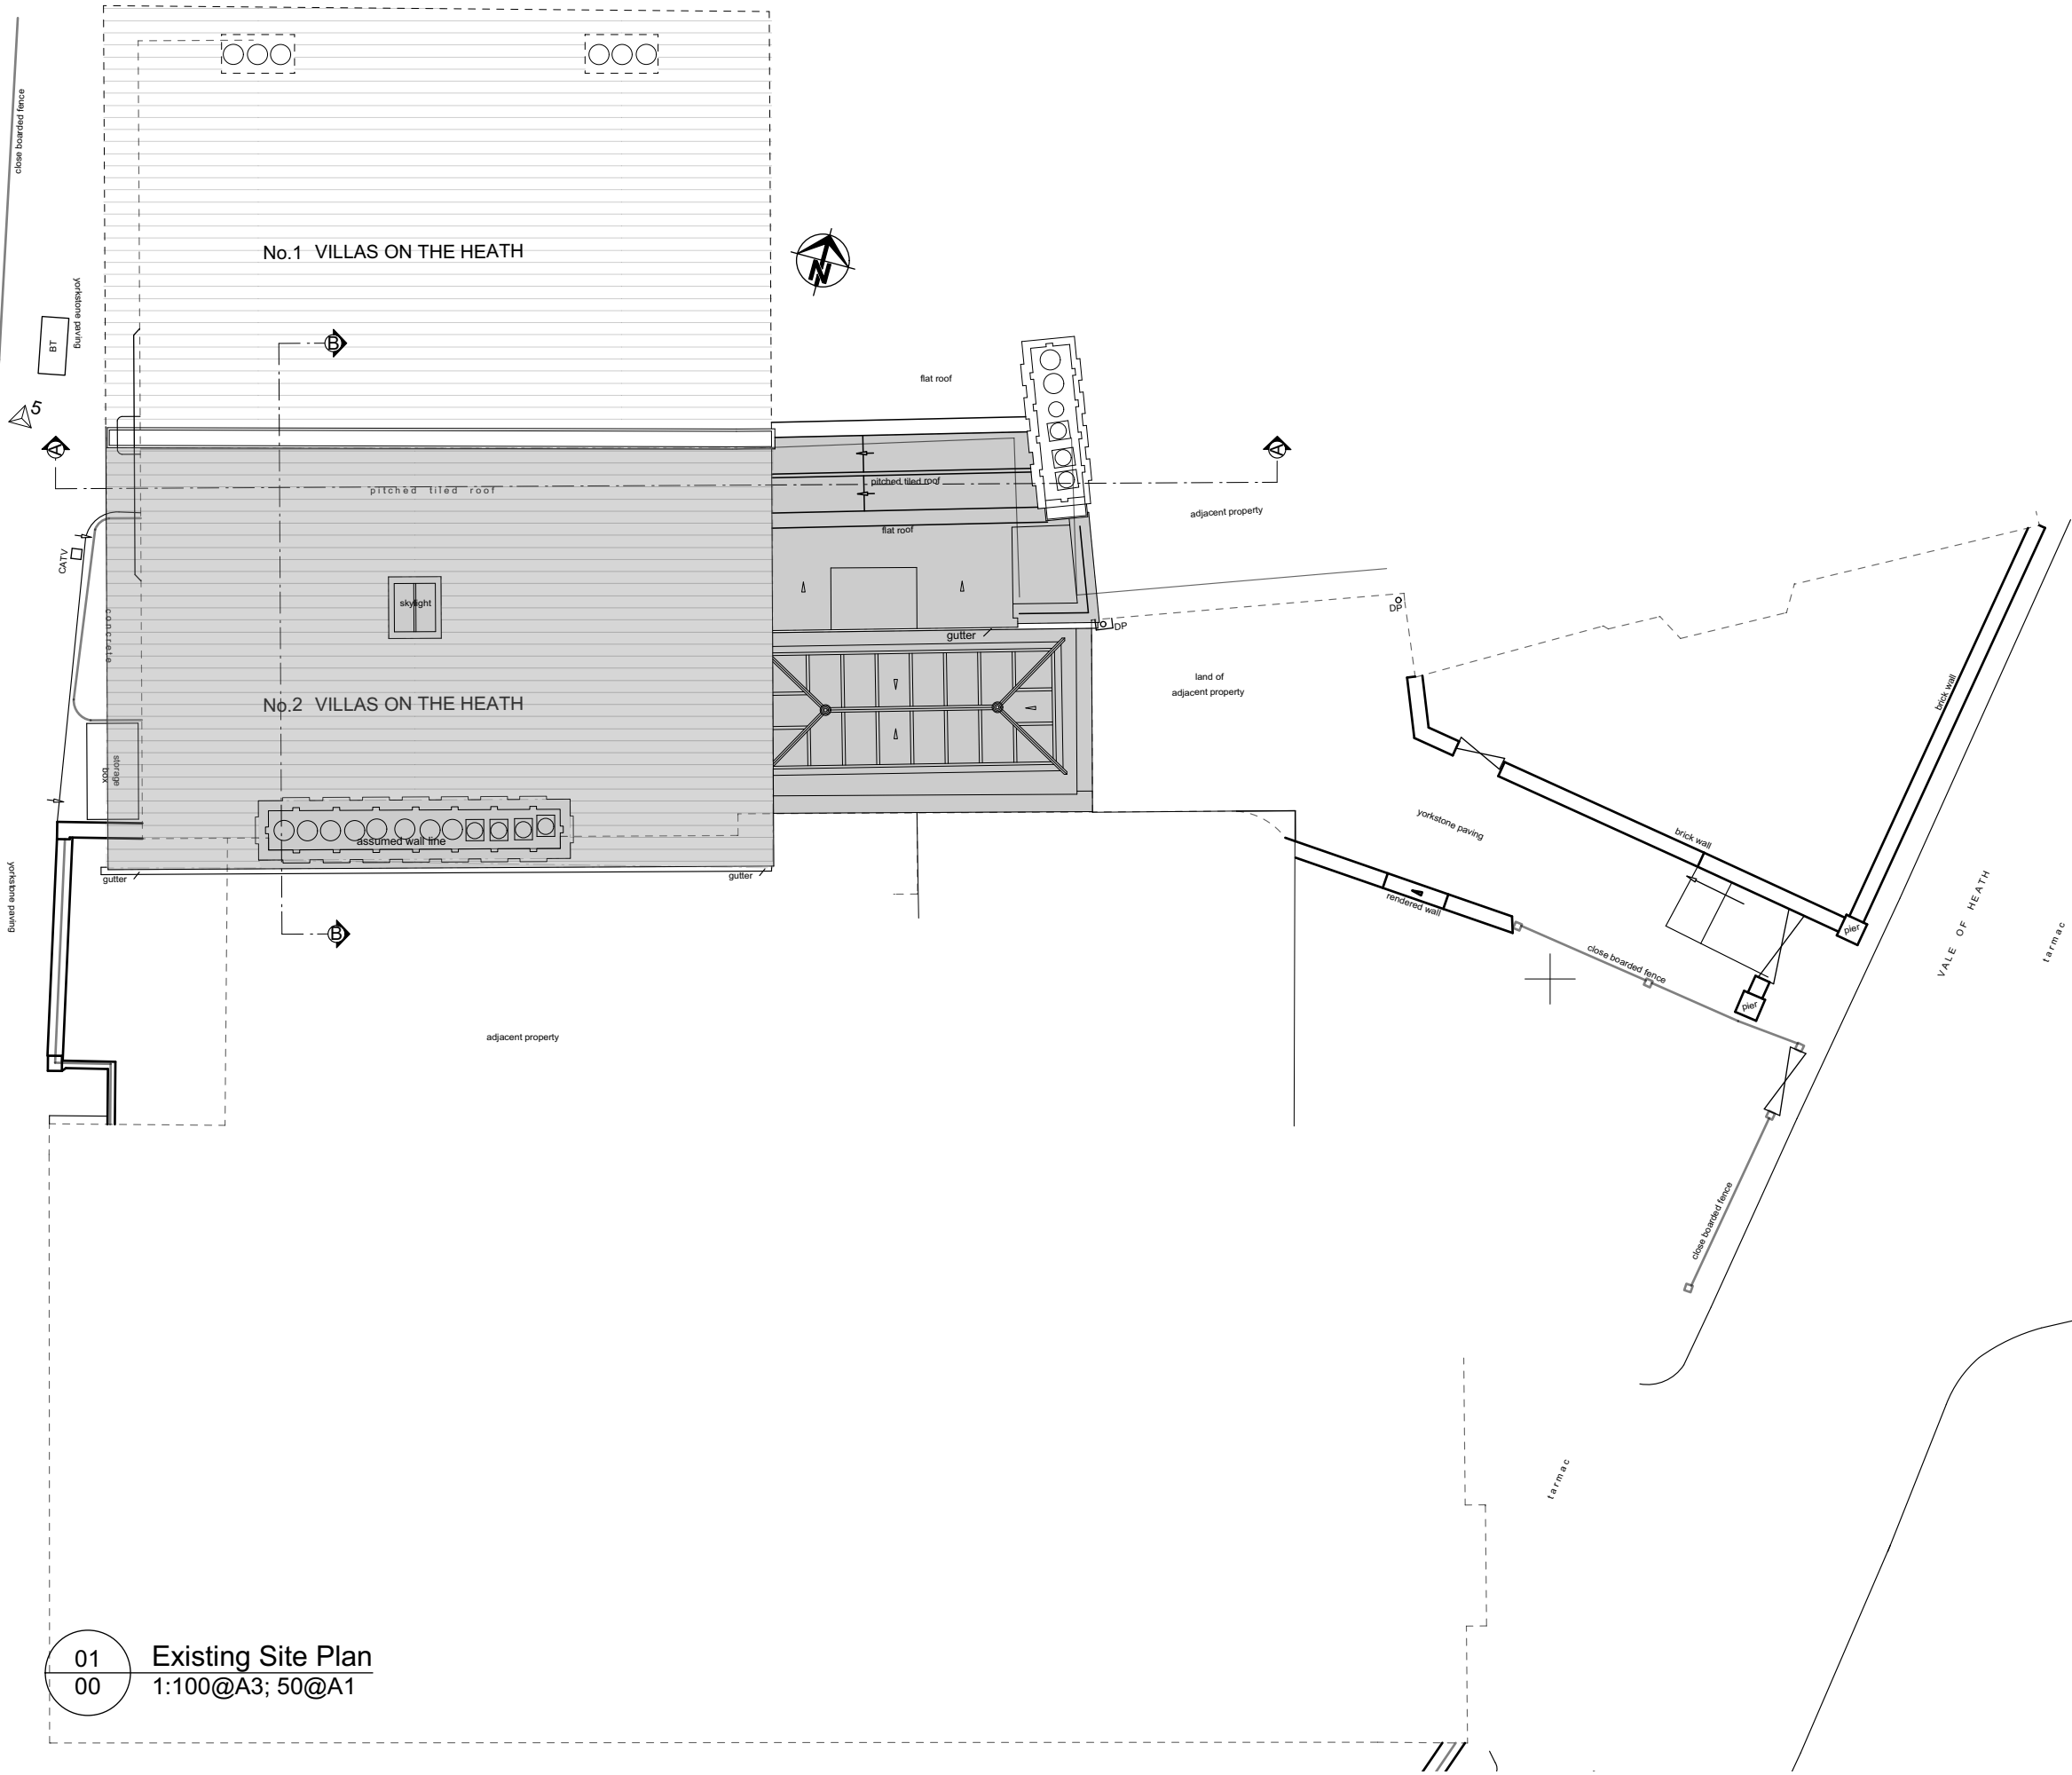 close boarded fence
No.1 VILLAS ON THE HEATH
N
yorkstone paving
BT
B
5
A
flat roof
A
pitched tiled roof
pitched tiled roof
adjacent property
flat roof
CATV
skylight
concrete
DP
DP
gutter
land of
adjacent property
brick wall
No.2 VILLAS ON THE HEATH
storage
box
yorkstone paving
brick wall
assumed wall line
gutter
gutter
yorkstone paving
rendered wall
VALE OF HEATH
tarmac
pier
B
close boarded fence
pier
adjacent property
close boarded fence
tarmac
01
00
Existing Site Plan
1:100@A3; 50@A1